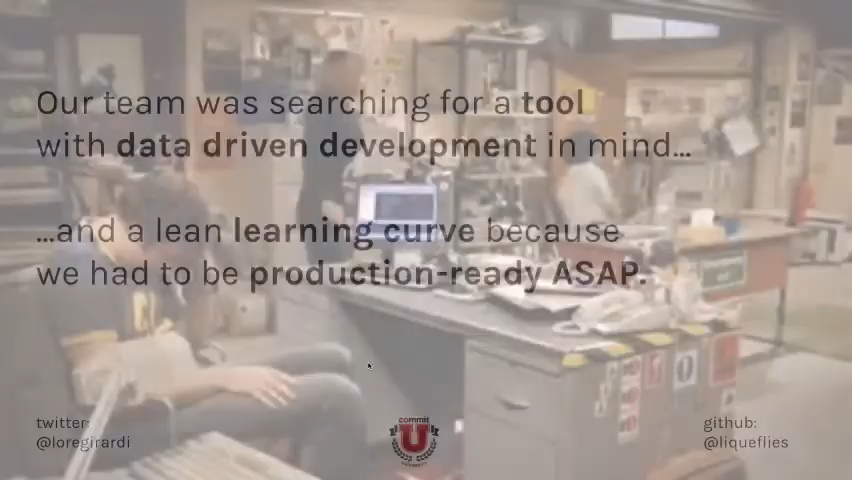 Our team was searching for a tool
with data driven development in mind...
...and a lean learning curve because
we had to be production-ready ASAP.
twitter:
@loregirardi
commit
U
github:
@liqueflies